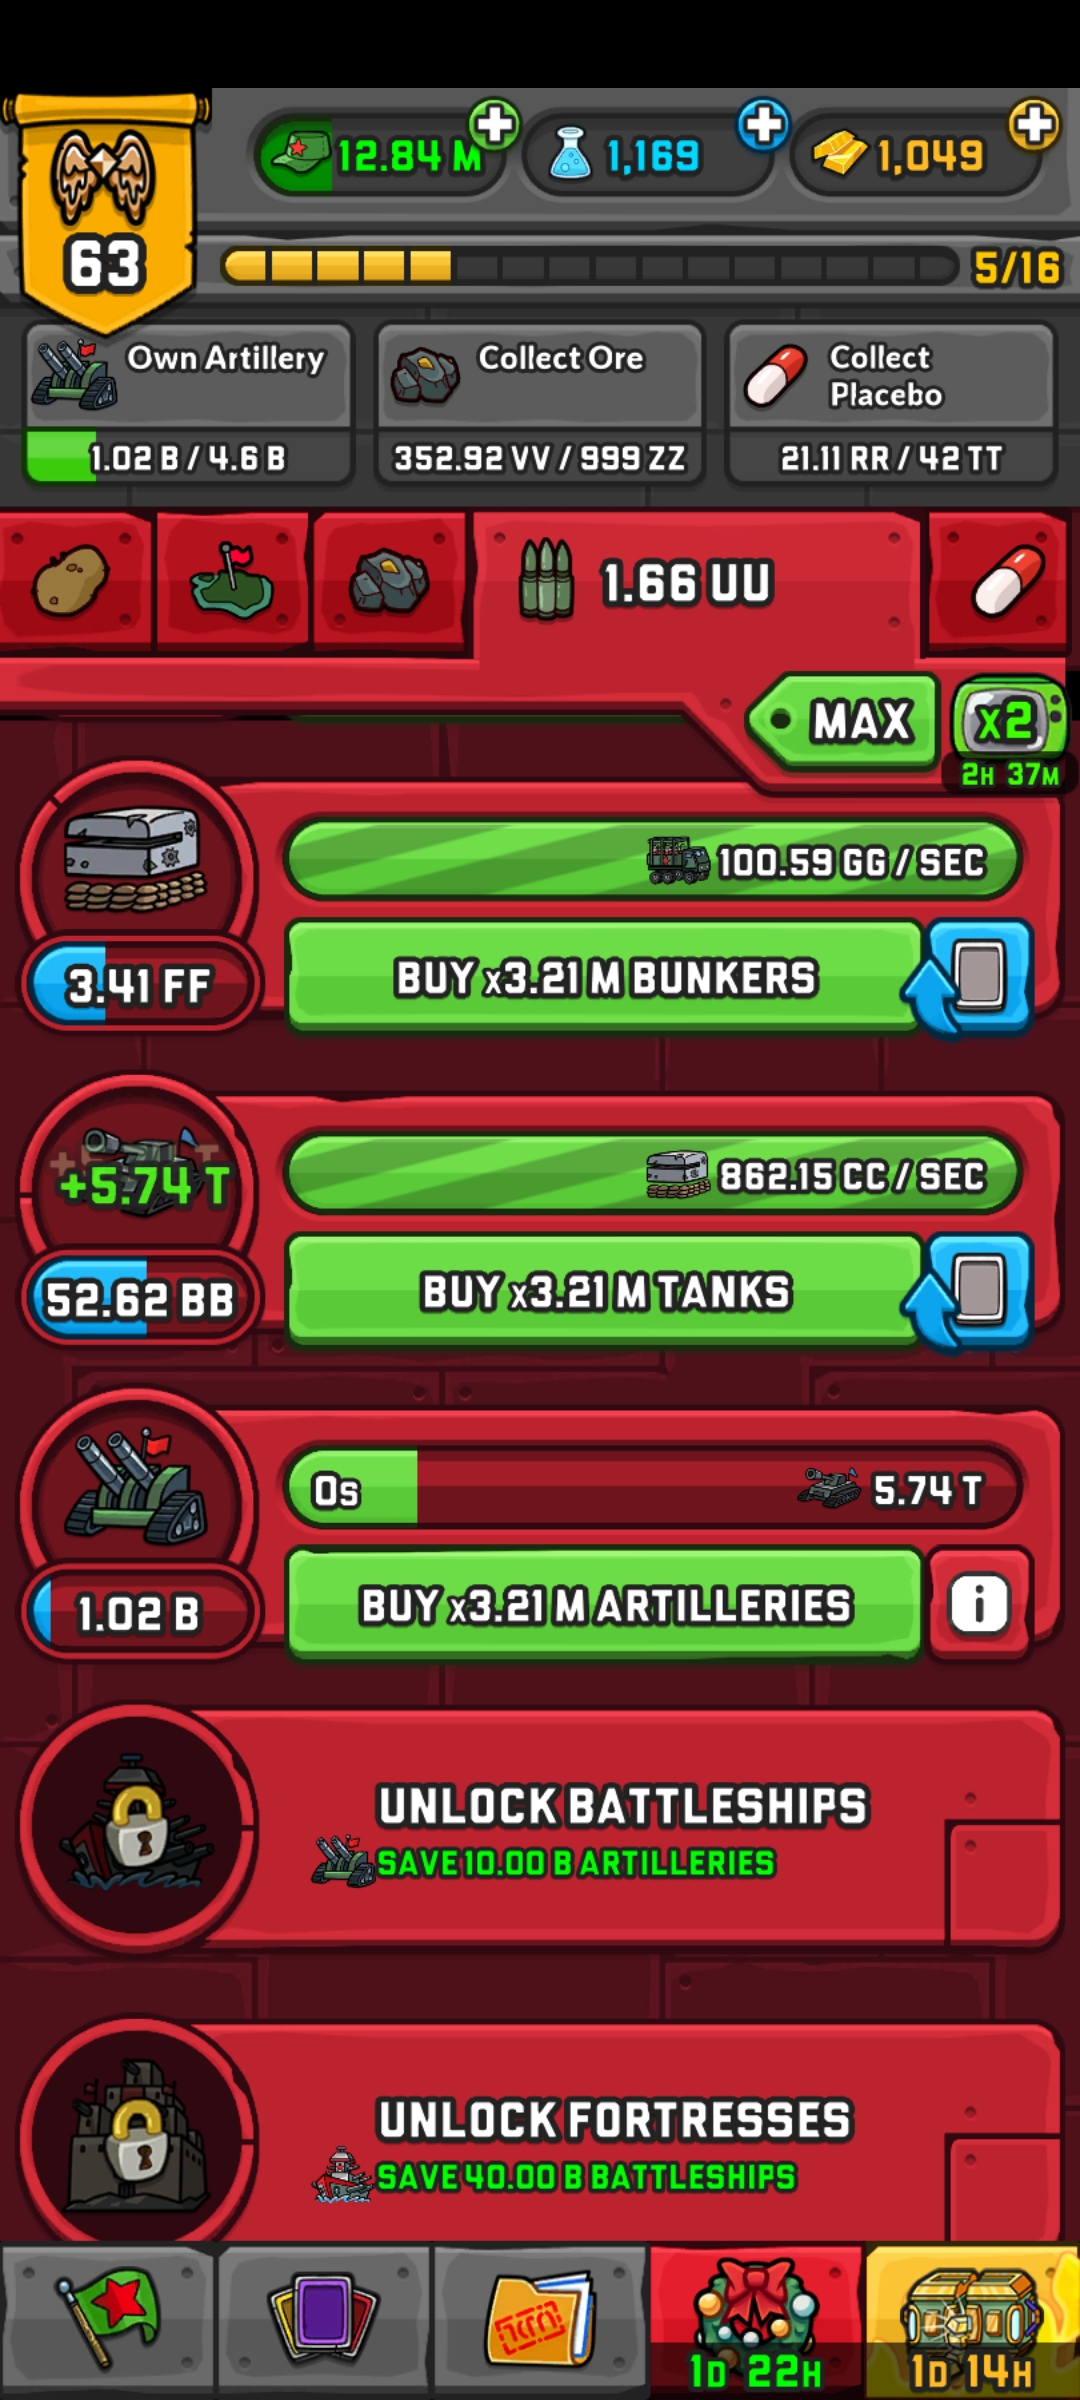 12.84 M
1,169
1,049
63
5/16
Own Artillery
1.02 B / 4.6 B
Collect Ore
352.92 VV / 999 ZZ
Collect
Placebo
21.11 RR / 42 TT
1.66 UU
MAX
x2
2H 37M
100.59 GG / SEC
3.41 FF
BUY x3.21 M BUNKERS
+5.74 T
862.15 CC / SEC
52.62 BB
BUY x3.21 M TANKS
0s
5.74 T
1.02 B
BUY x3.21 M ARTILLERIES
i
UNLOCK BATTLESHIPS
SAVE 10.00 B ARTILLERIES
UNLOCK FORTRESSES
SAVE 40.00 B BATTLESHIPS
1D 22H
1D 14H